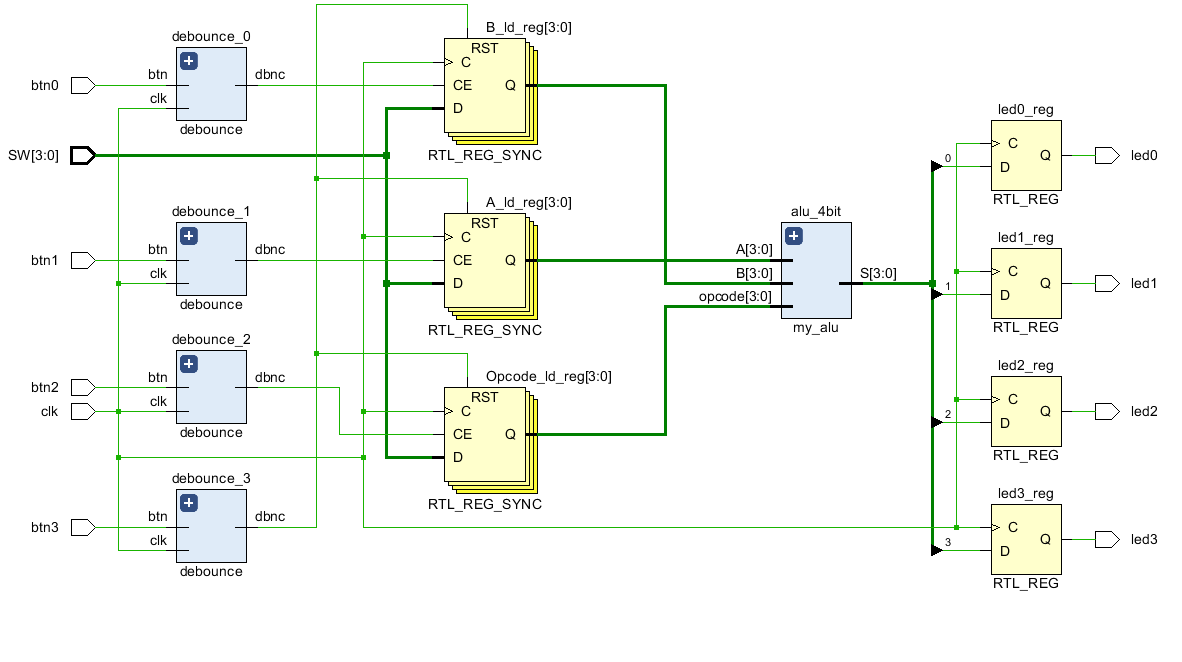 debounce_0
btn0
btn
dbnc
clk
debounce
SW[3:0]
debounce_1
btn1
btn
dbnc
clk
debounce
debounce_2
btn2
btn
dbnc
clk
clk
debounce
debounce_3
btn3
btn
dbnc
clk
debounce
B_ld_reg[3:0]
RST
C
CE
Q
D
RTL_REG_SYNC
A_ld_reg[3:0]
RST
C
CE
Q
D
RTL_REG_SYNC
Opcode_ld_reg[3:0]
RST
C
CE
Q
D
RTL_REG_SYNC
alu_4bit
A[3:0]
B[3:0]
S[3:0]
opcode[3:0]
my_alu
led0_reg
C
0
Q
led0
D
RTL_REG
led1_reg
C
1
Q
led1
D
RTL_REG
led2_reg
C
2
Q
led2
D
RTL_REG
led3_reg
C
3
Q
led3
D
RTL_REG